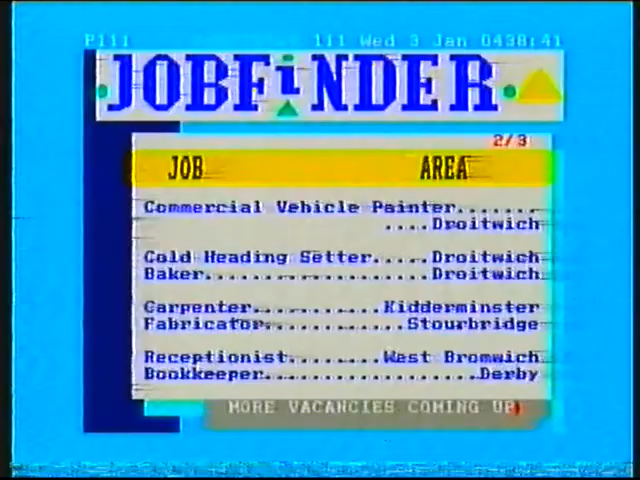 P111 111 Wed 3 Jan 0438:41
JOBFiNDER
2/3
JOB AREA
Commercial Vehicle Painter.......
....Droitwich
Cold Heading Setter.....Droitwich
Baker...................Droitwich
Carpenter...........Kidderminster
Fabricator............Stourbridge
Receptionist........West Bromwich
Bookkeeper..................Derby
MORE VACANCIES COMING UP